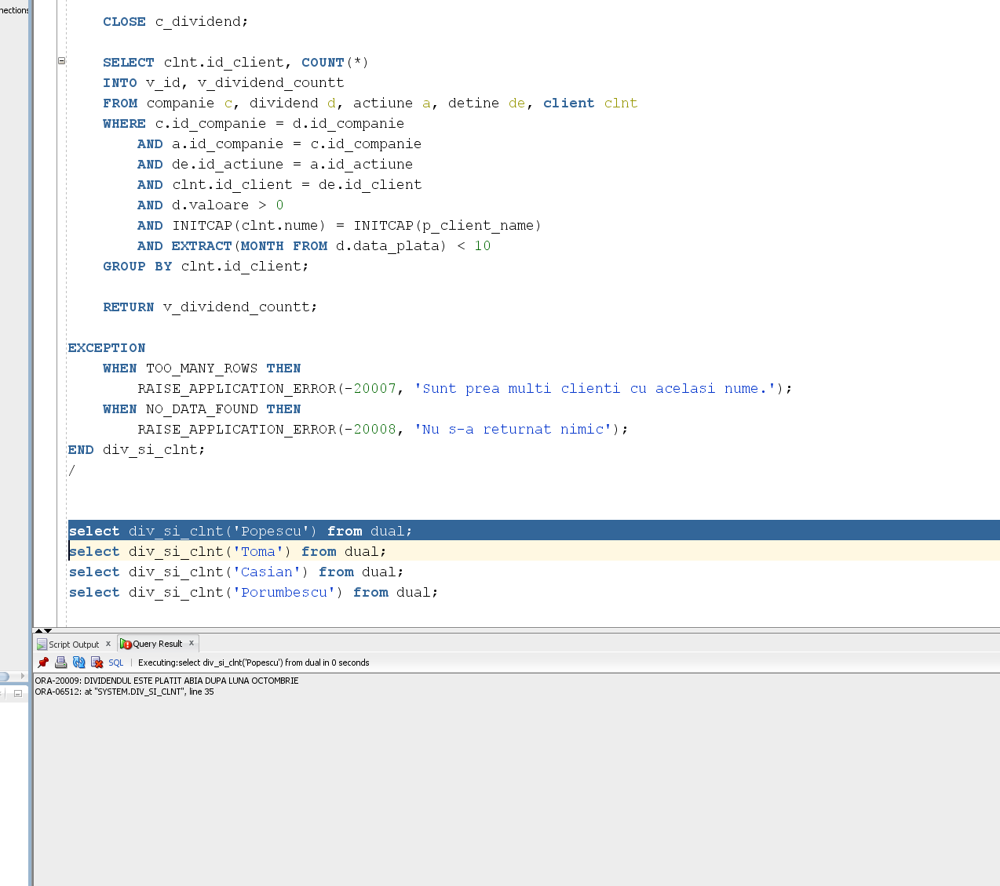 nections
CLOSE c_dividend;
SELECT clnt.id_client, COUNT(*)
INTO v_id, v_dividend_countt
FROM companie c, dividend d, actiune a, detine de, client clnt
WHERE c.id_companie = d.id_companie
AND a.id_companie = c.id_companie
AND de.id_actiune = a.id_actiune
AND clnt.id_client = de.id_client
AND d.valoare > 0
AND INITCAP(clnt.nume) = INITCAP(p_client_name)
AND EXTRACT(MONTH FROM d.data_plata) < 10
GROUP BY clnt.id_client;
RETURN v_dividend_countt;
EXCEPTION
WHEN TOO_MANY_ROWS THEN
RAISE_APPLICATION_ERROR(-20007, 'Sunt prea multi clienti cu acelasi nume.');
WHEN NO_DATA_FOUND THEN
RAISE_APPLICATION_ERROR(-20008, 'Nu s-a returnat nimic');
END div_si_clnt;
/
select div_si_clnt('Popescu') from dual;
select div_si_clnt('Toma') from dual;
select div_si_clnt('Casian') from dual;
select div_si_clnt('Porumbescu') from dual;
Script Output x Query Result x
SQL | Executing:select div_si_clnt('Popescu') from dual in 0 seconds
ORA-20009: DIVIDENDUL ESTE PLATIT ABIA DUPA LUNA OCTOMBRIE
ORA-06512: at "SYSTEM.DIV_SI_CLNT", line 35